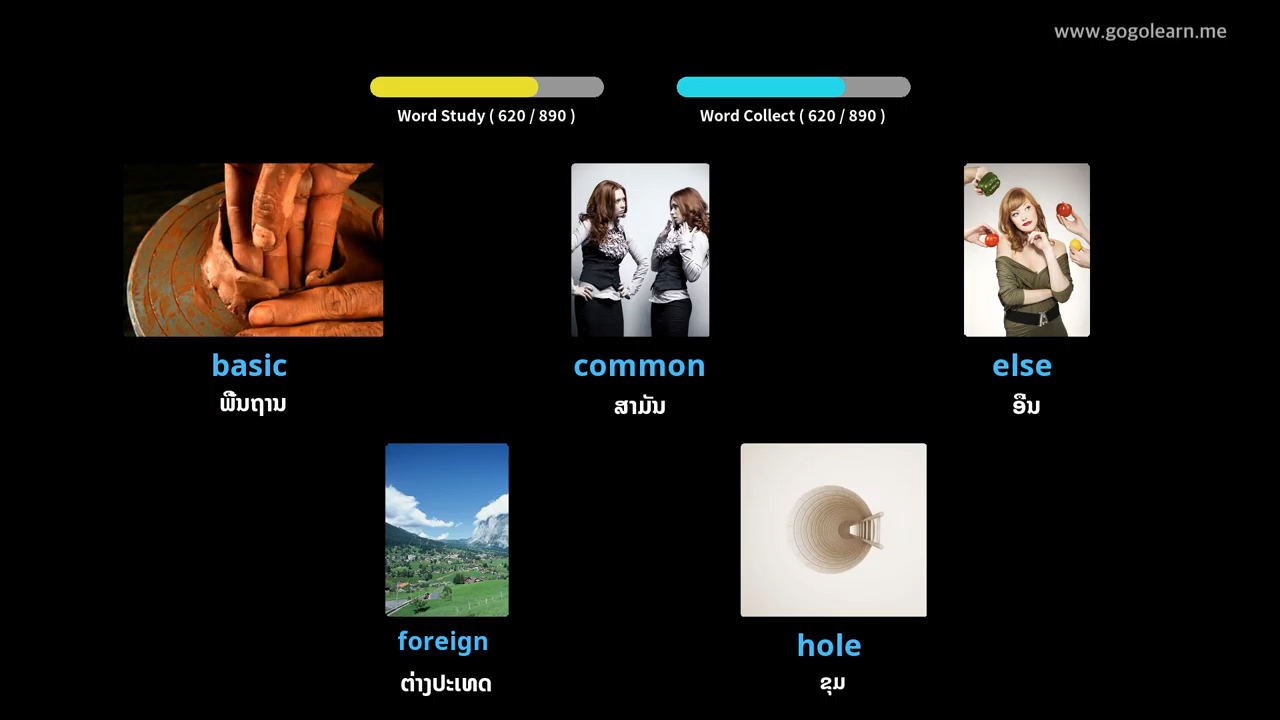 www.gogolearn.me
Word Study ( 620 / 890 )
Word Collect ( 620 / 890 )
basic
ພື້ນຖານ
common
ສາມັນ
else
ອື່ນ
foreign
ຕ່າງປະເທດ
hole
ຂຸມ